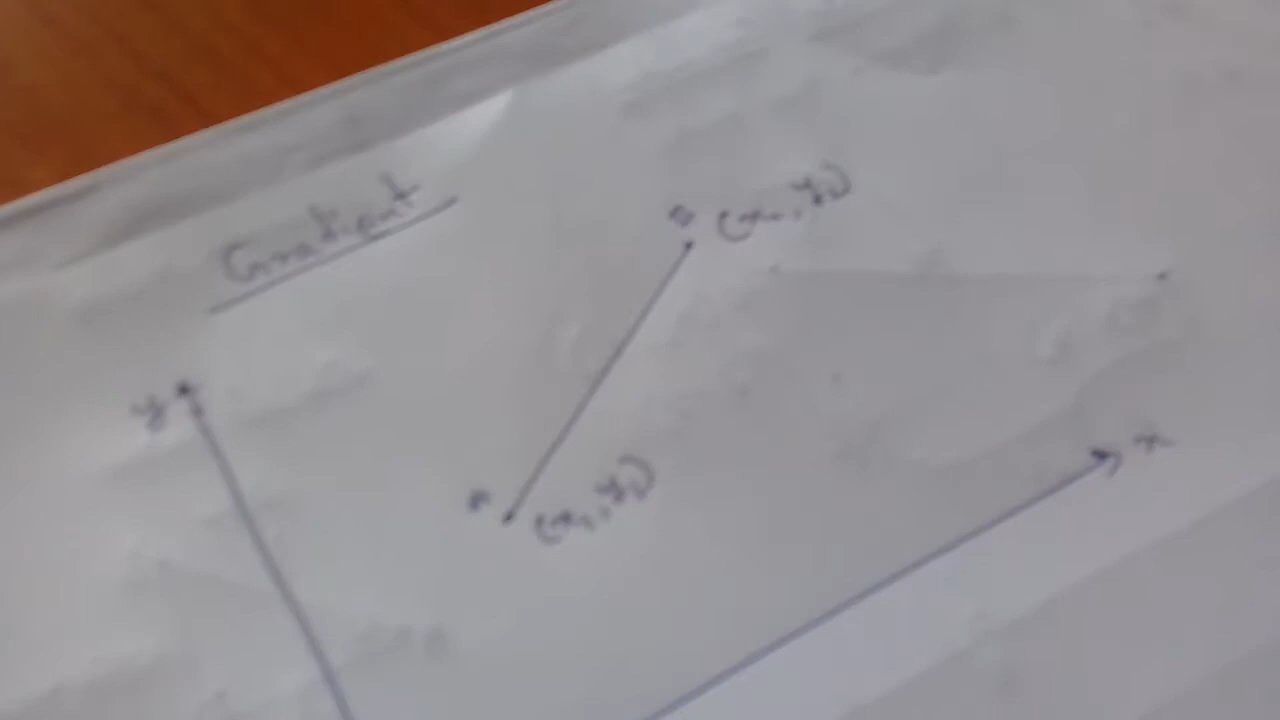 Gradient
B (x₂, y₂)
y
A (x₁, y₁)
x